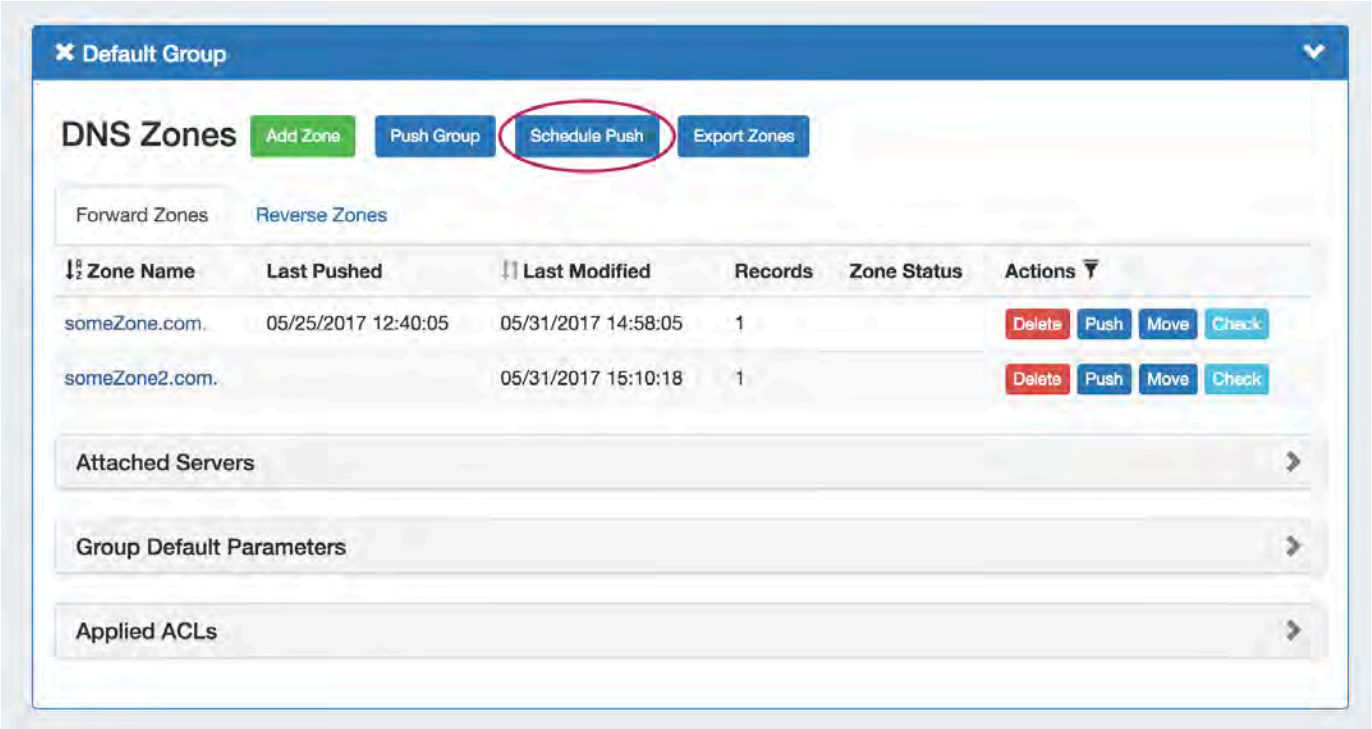 Default Group
DNS Zones Add Zone Push Group Schedule Push Export Zones
Forward Zones Reverse Zones
Zone Name Last Pushed Last Modified Records Zone Status Actions
someZone.com. 05/25/2017 12:40:05 05/31/2017 14:58:05 1 Delete Push Move Check
someZone2.com. 05/31/2017 15:10:18 1 Delete Push Move Check
Attached Servers
Group Default Parameters
Applied ACLs